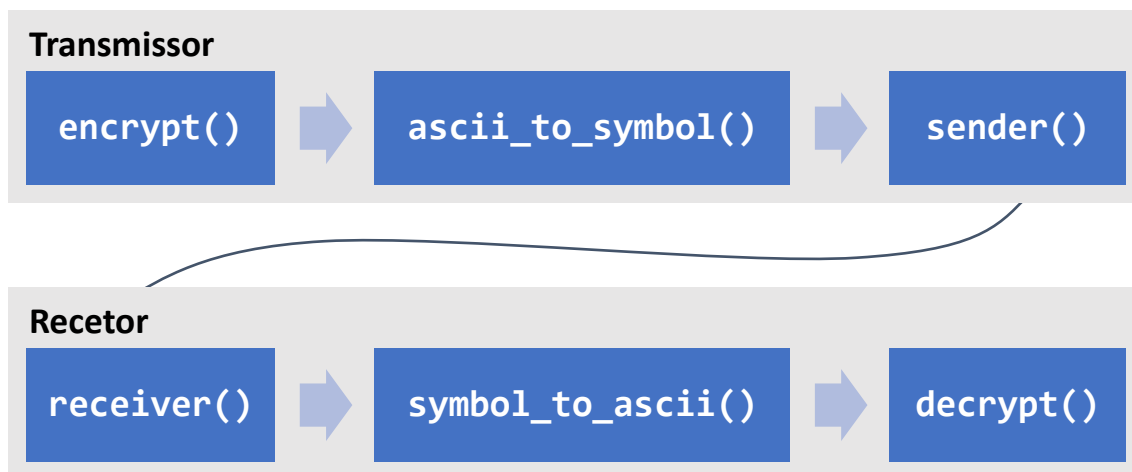 Transmissor
encrypt()
ascii_to_symbol()
sender()
Recetor
receiver()
symbol_to_ascii()
decrypt()